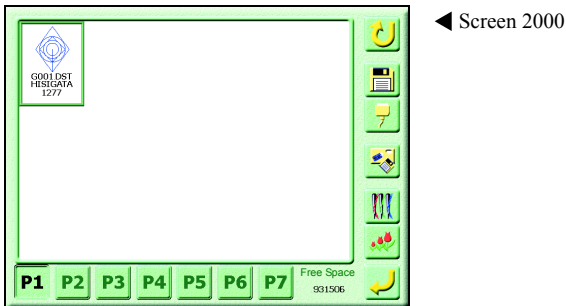 ◀ Screen 2000
G001.DST
HISIGATA
1277
P1 P2 P3 P4 P5 P6 P7 Free Space
931506